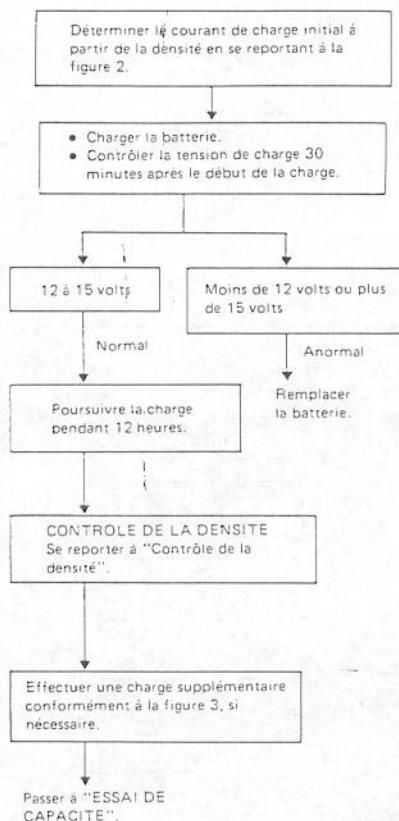 Déterminer le courant de charge initial à
partir de la densité en se reportant à la
figure 2.
• Charger la batterie.
• Contrôler la tension de charge 30
minutes après le début de la charge.
12 à 15 volts
Moins de 12 volts ou plus
de 15 volts
Normal
Anormal
Poursuivre la charge
pendant 12 heures.
Remplacer
la batterie.
CONTROLE DE LA DENSITE
Se reporter à "Contrôle de la
densité".
Effectuer une charge supplémentaire
conformément à la figure 3, si
nécessaire.
Passer à "ESSAI DE
CAPACITE".